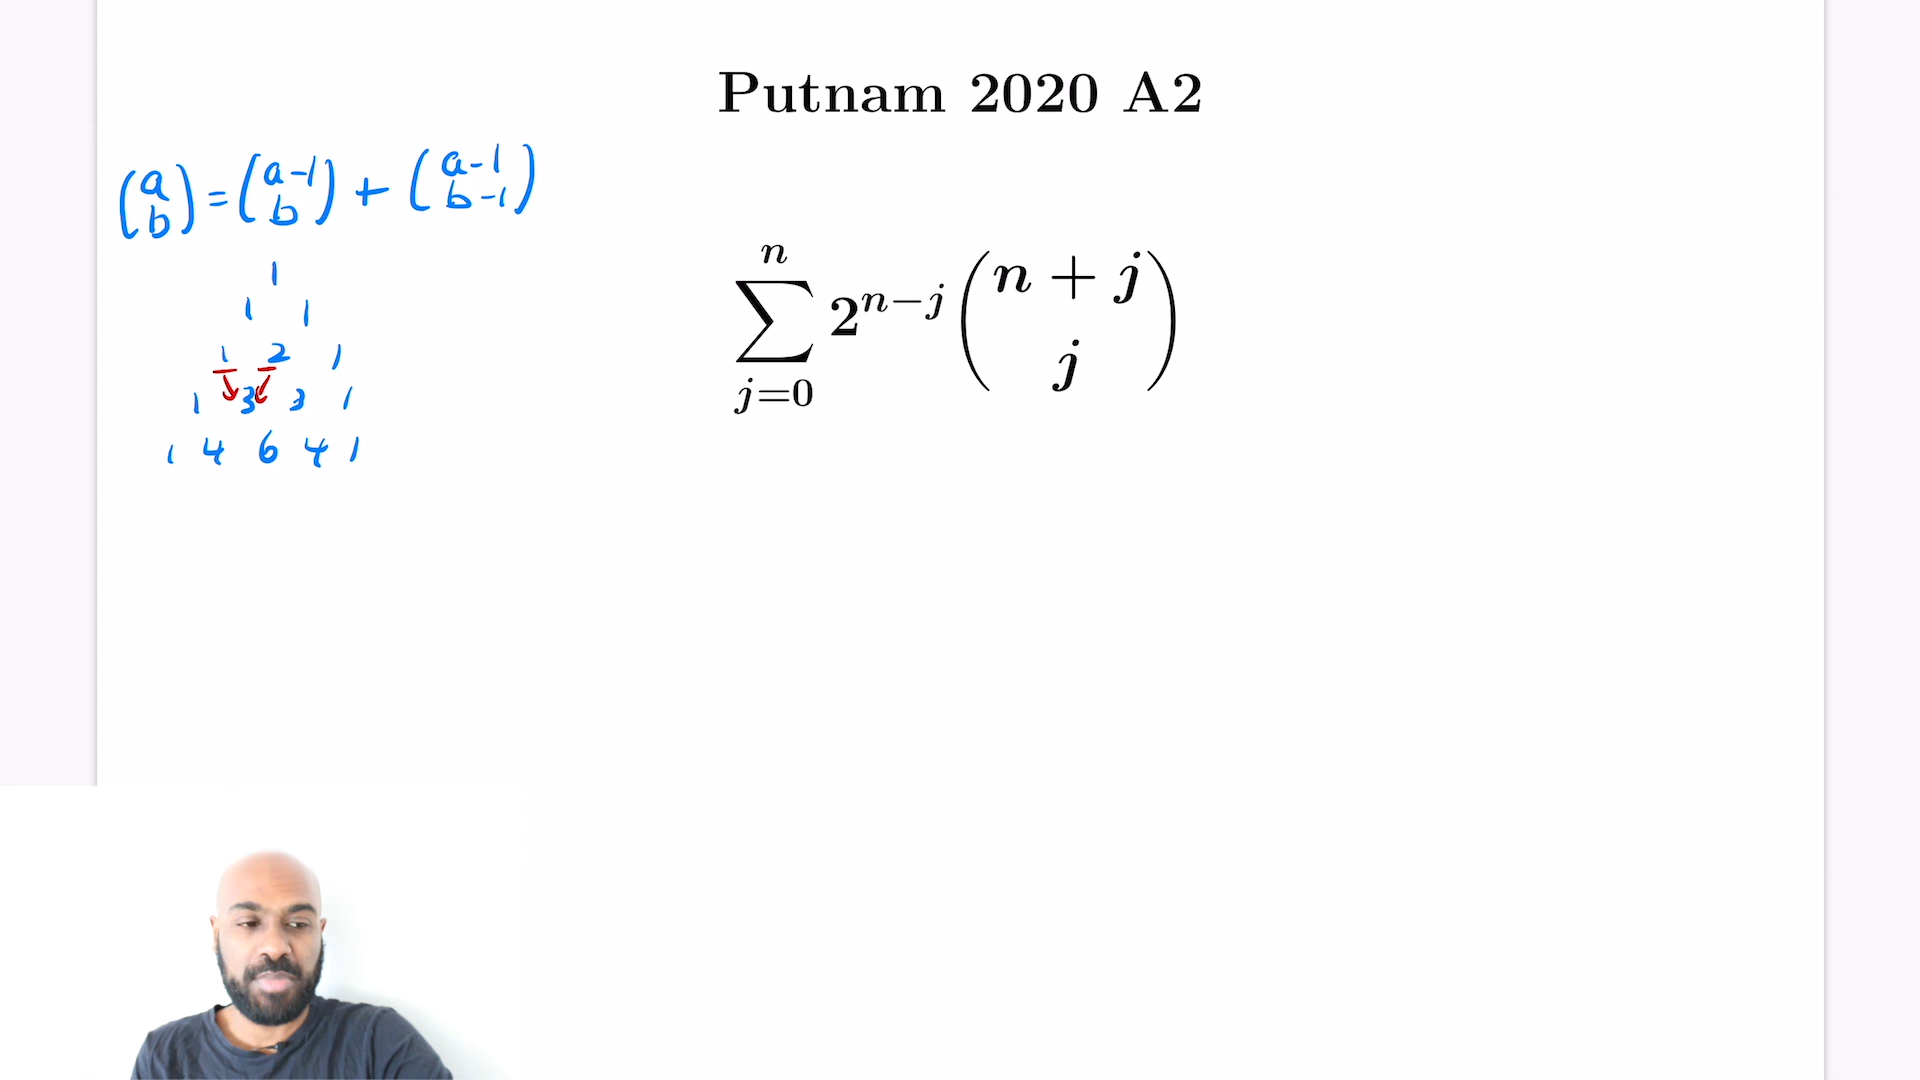 Putnam 2020 A2
(a b) = (a-1 b) + (a-1 b-1)
1
1 1
1 2 1
1 3 3 1
1 4 6 4 1
n
∑ 2^{n-j} (n + j j)
j=0